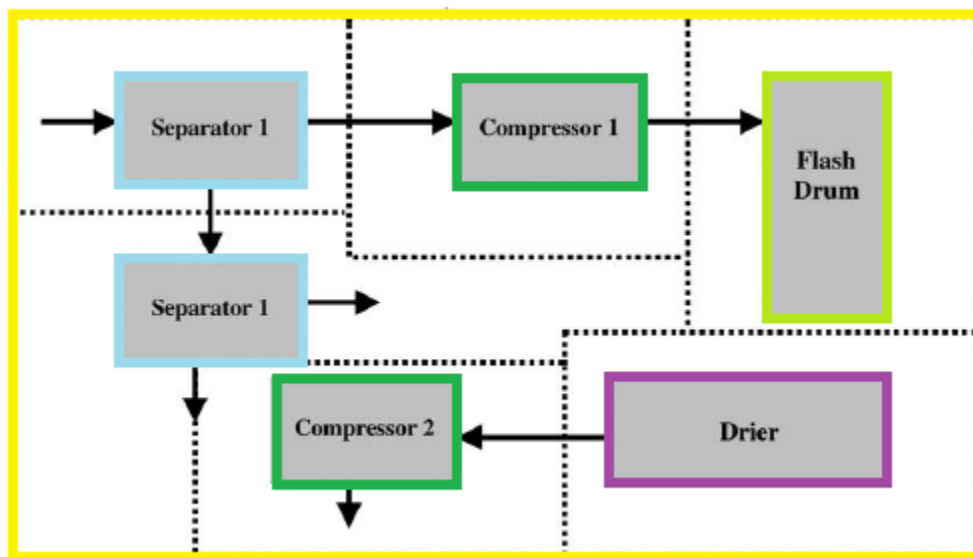 Separator 1
Compressor 1
Flash
Drum
Separator 1
Compressor 2
Drier